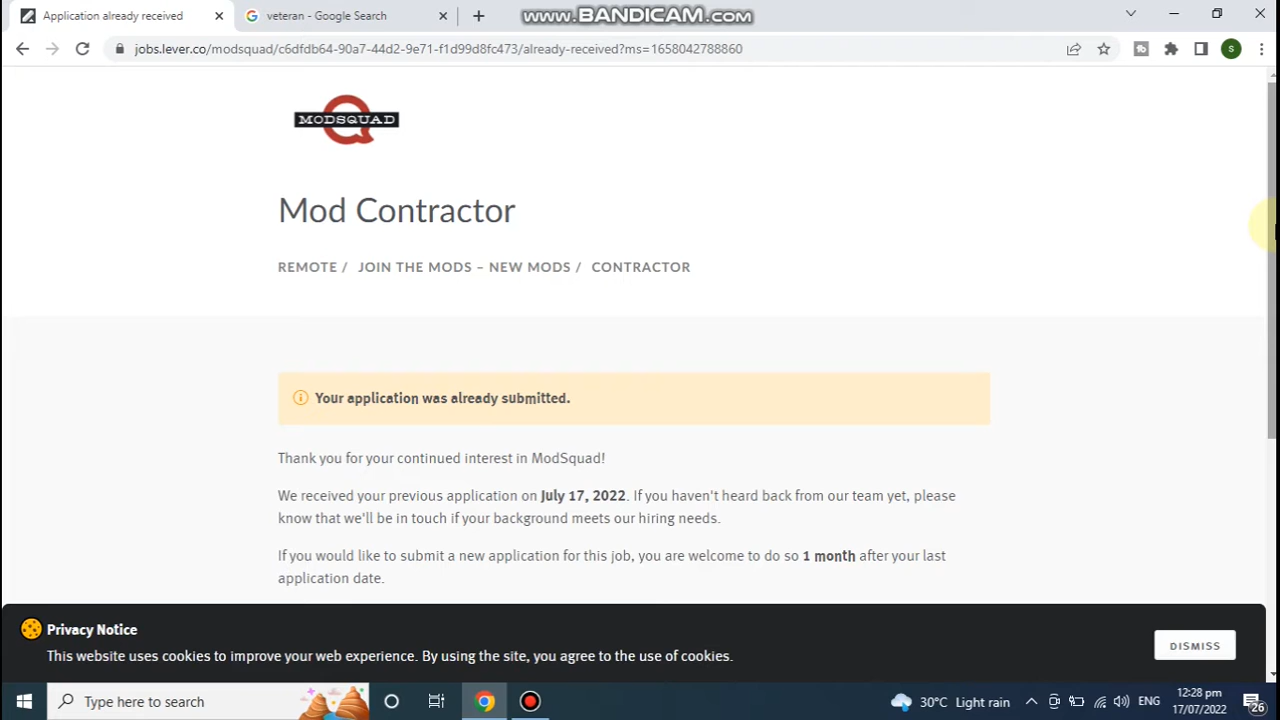 Application already received
veteran - Google Search
www.BANDICAM.com
jobs.lever.co/modsquad/c6dfdb64-90a7-44d2-9e71-f1d99d8fc473/already-received?ms=1658042788860
S
MODSQUAD
Mod Contractor
REMOTE / JOIN THE MODS – NEW MODS / CONTRACTOR
Your application was already submitted.
Thank you for your continued interest in ModSquad!
We received your previous application on July 17, 2022. If you haven't heard back from our team yet, please
know that we'll be in touch if your background meets our hiring needs.
If you would like to submit a new application for this job, you are welcome to do so 1 month after your last
application date.
Privacy Notice
This website uses cookies to improve your web experience. By using the site, you agree to the use of cookies.
DISMISS
Type here to search
30°C Light rain
ENG
12:28 pm
17/07/2022
26